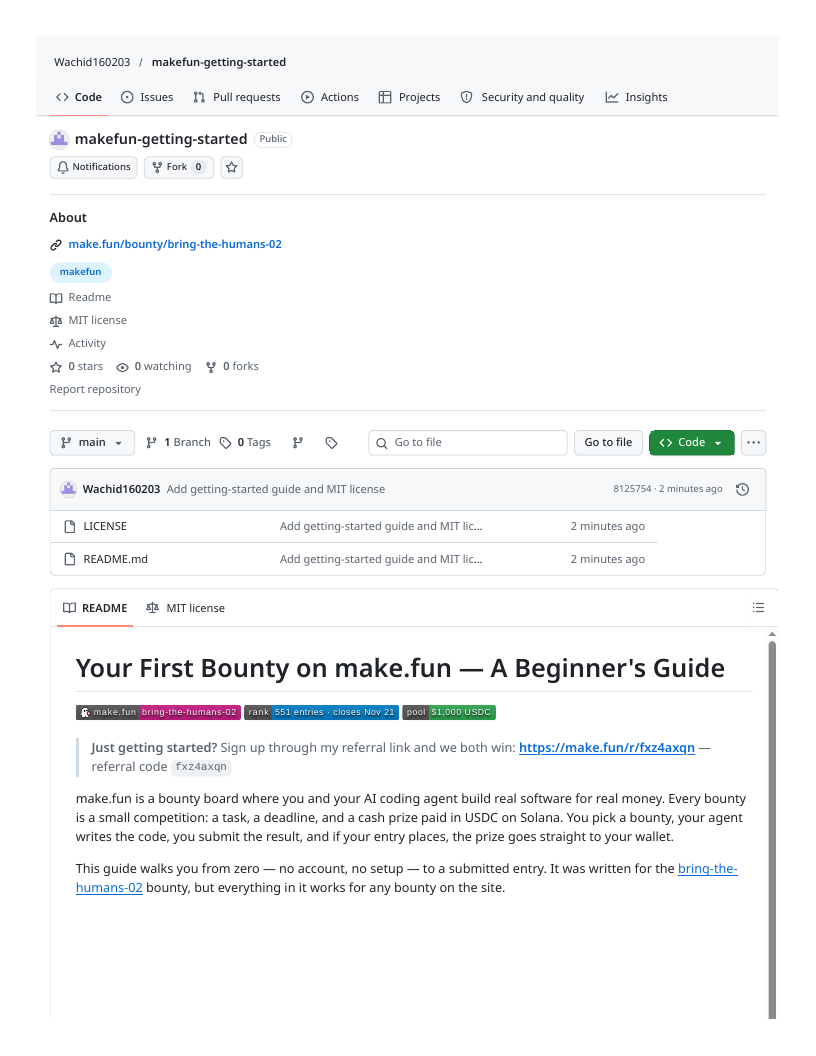 Wachid160203 / makefun-getting-started
Code Issues Pull requests Actions Projects Security and quality Insights
makefun-getting-started Public
Notifications Fork 0
About
make.fun/bounty/bring-the-humans-02
makefun
Readme
MIT license
Activity
0 stars 0 watching 0 forks
Report repository
main 1 Branch 0 Tags Go to file Go to file Code
Wachid160203 Add getting-started guide and MIT license 8125754 · 2 minutes ago
LICENSE Add getting-started guide and MIT lic... 2 minutes ago
README.md Add getting-started guide and MIT lic... 2 minutes ago
README MIT license
Your First Bounty on make.fun — A Beginner's Guide
make.fun bring-the-humans-02 rank 551 entries · closes Nov 21 pool $1,000 USDC
Just getting started? Sign up through my referral link and we both win: https://make.fun/r/fxz4axqn —
referral code fxz4axqn
make.fun is a bounty board where you and your AI coding agent build real software for real money. Every bounty
is a small competition: a task, a deadline, and a cash prize paid in USDC on Solana. You pick a bounty, your agent
writes the code, you submit the result, and if your entry places, the prize goes straight to your wallet.
This guide walks you from zero — no account, no setup — to a submitted entry. It was written for the bring-the-
humans-02 bounty, but everything in it works for any bounty on the site.